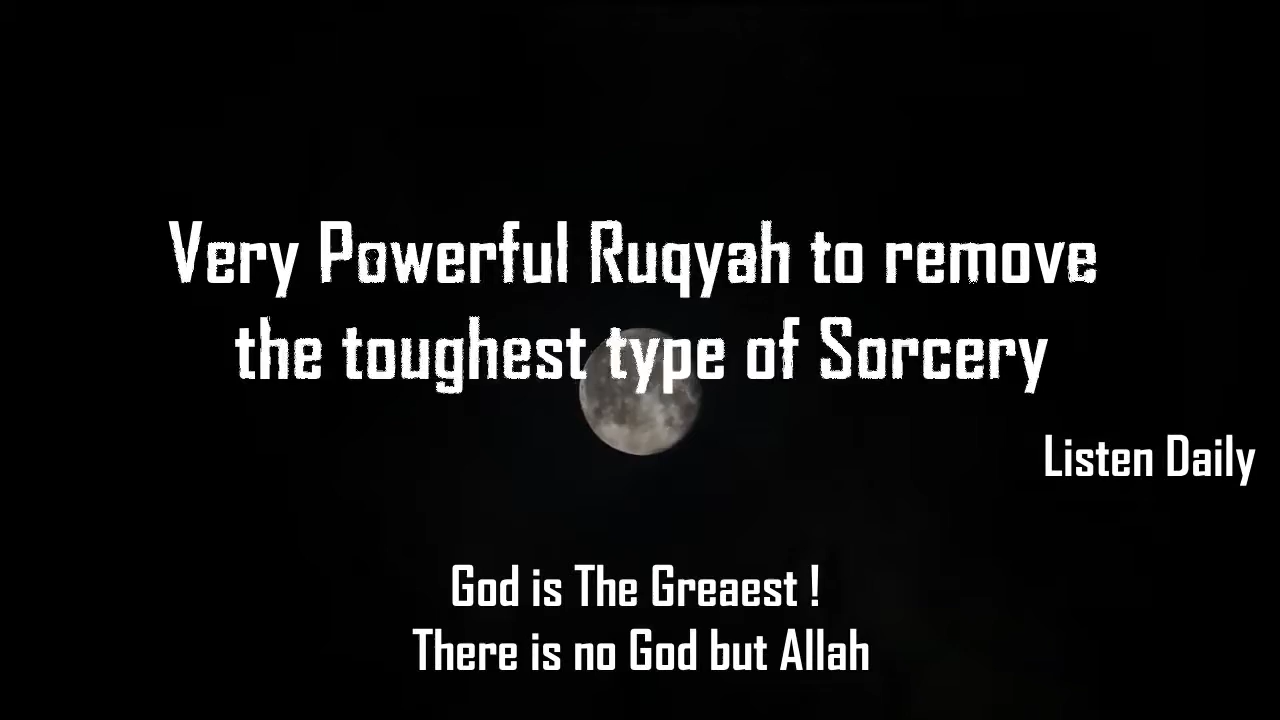 Very Powerful Ruqyah to remove
the toughest type of Sorcery
Listen Daily
God is The Greaest !
There is no God but Allah